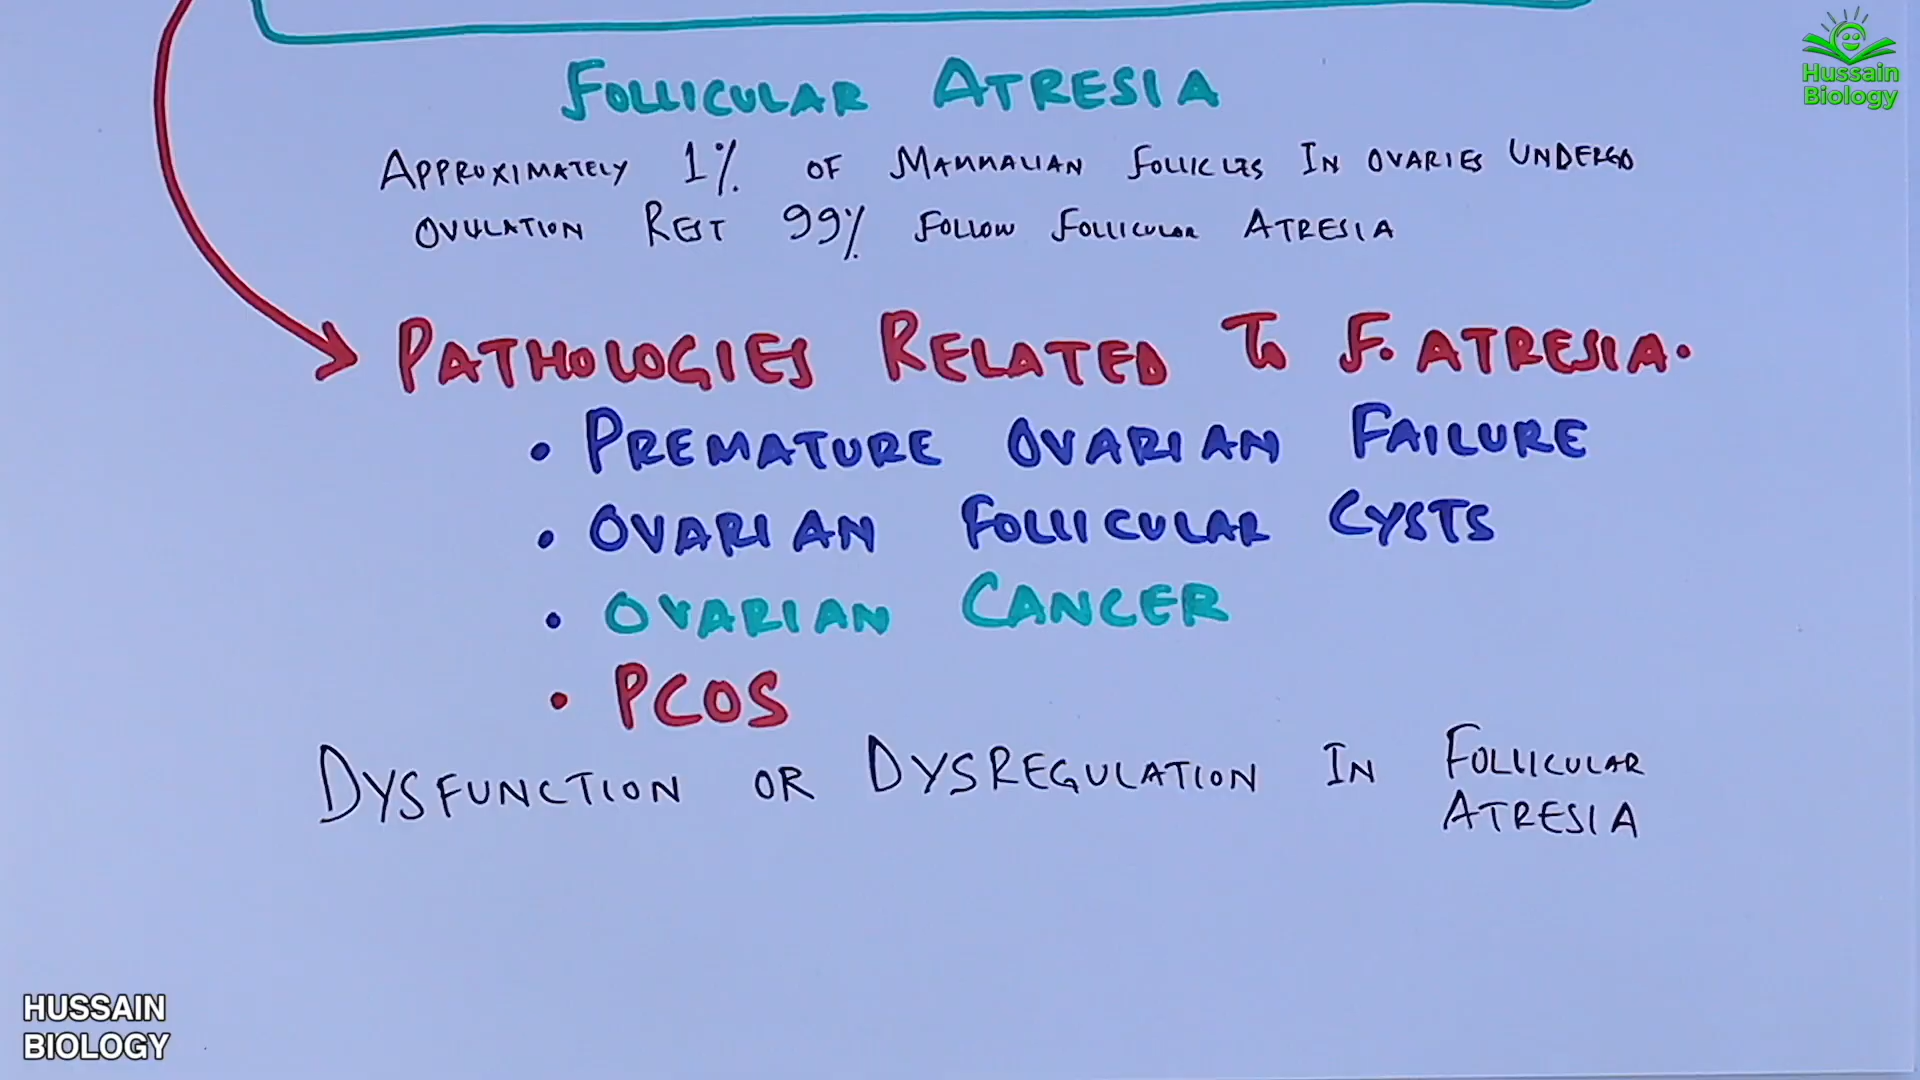 Hussain
Biology
FOLLICULAR ATRESIA
APPROXIMATELY 1% OF MAMMALIAN FOLLICLES IN OVARIES UNDERGO
OVULATION REST 99% FOLLOW FOLLICULAR ATRESIA
PATHOLOGIES RELATED TO F. ATRESIA.
• PREMATURE OVARIAN FAILURE
• OVARIAN FOLLICULAR CYSTS
• OVARIAN CANCER
• PCOS
DYSFUNCTION OR DYSREGULATION IN FOLLICULAR
ATRESIA
HUSSAIN
BIOLOGY